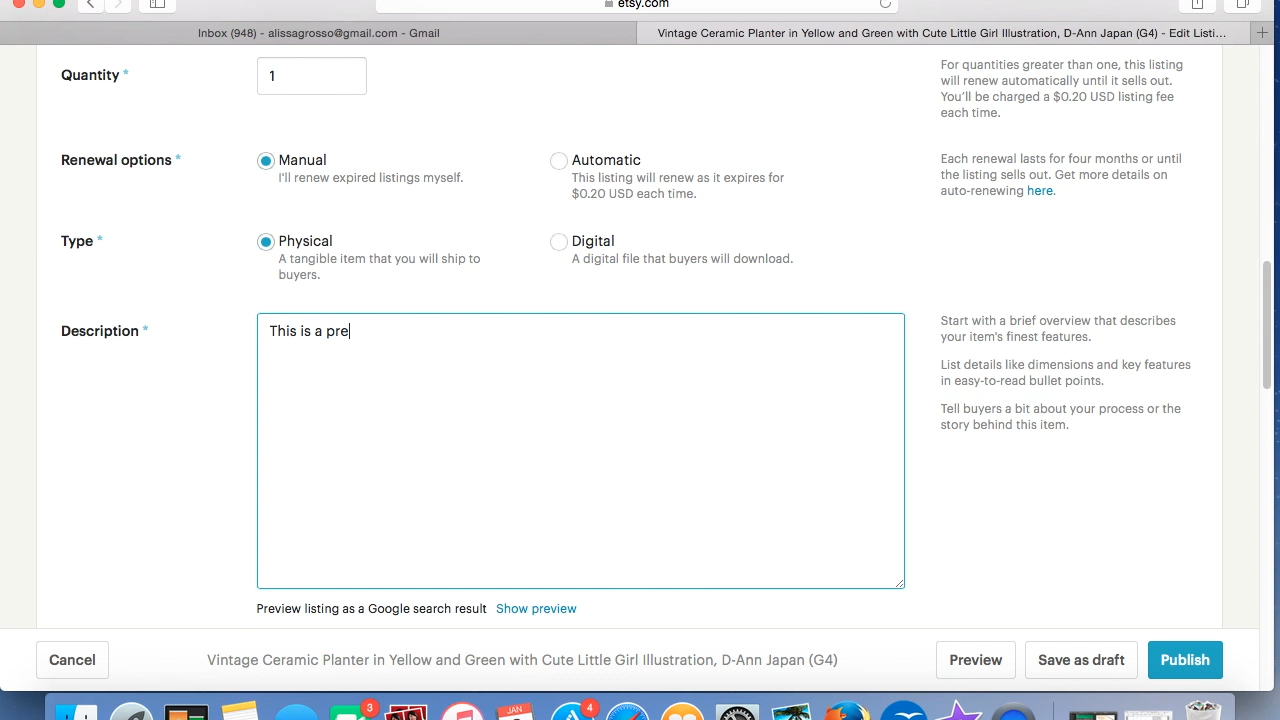 etsy.com
Inbox (948) - alissagrosso@gmail.com - Gmail
Vintage Ceramic Planter in Yellow and Green with Cute Little Girl Illustration, D-Ann Japan (G4) - Edit Listi...
Quantity *
1
For quantities greater than one, this listing
will renew automatically until it sells out.
You'll be charged a $0.20 USD listing fee
each time.
Renewal options *
Manual
I'll renew expired listings myself.
Automatic
This listing will renew as it expires for
$0.20 USD each time.
Each renewal lasts for four months or until
the listing sells out. Get more details on
auto-renewing here.
Type *
Physical
A tangible item that you will ship to
buyers.
Digital
A digital file that buyers will download.
Description *
This is a pre
Start with a brief overview that describes
your item's finest features.
List details like dimensions and key features
in easy-to-read bullet points.
Tell buyers a bit about your process or the
story behind this item.
Preview listing as a Google search result Show preview
Cancel
Vintage Ceramic Planter in Yellow and Green with Cute Little Girl Illustration, D-Ann Japan (G4)
Preview
Save as draft
Publish
3
JAN
4